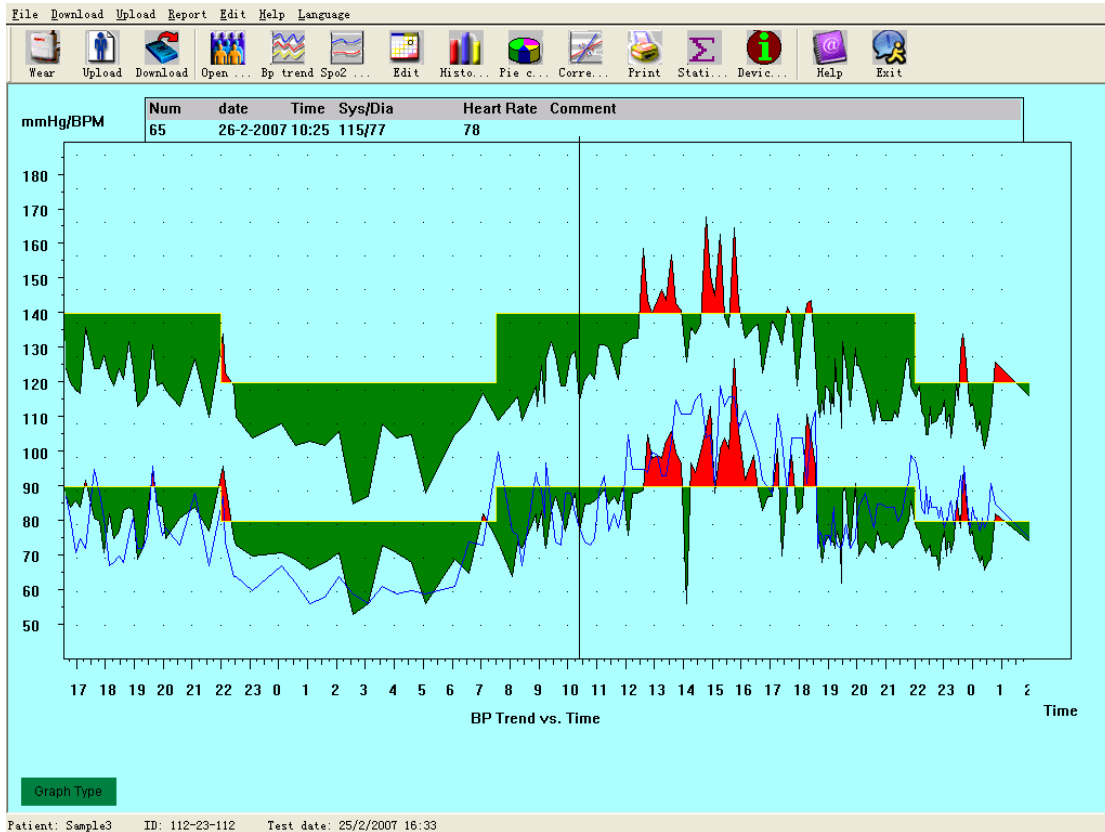 File Download Upload Report Edit Help Language
Wear Upload Download Open ... Bp trend Spo2 ... Edit Histo... Pie c... Corre... Print Stati... Devic... Help Exit
Num date Time Sys/Dia Heart Rate Comment
mmHg/BPM
65 26-2-2007 10:25 115/77 78
180
170
160
150
140
130
120
110
100
90
80
70
60
50
17 18 19 20 21 22 23 0 1 2 3 4 5 6 7 8 9 10 11 12 13 14 15 16 17 18 19 20 21 22 23 0 1 2
Time
BP Trend vs. Time
Graph Type
Patient: Sample3 ID: 112-23-112 Test date: 25/2/2007 16:33